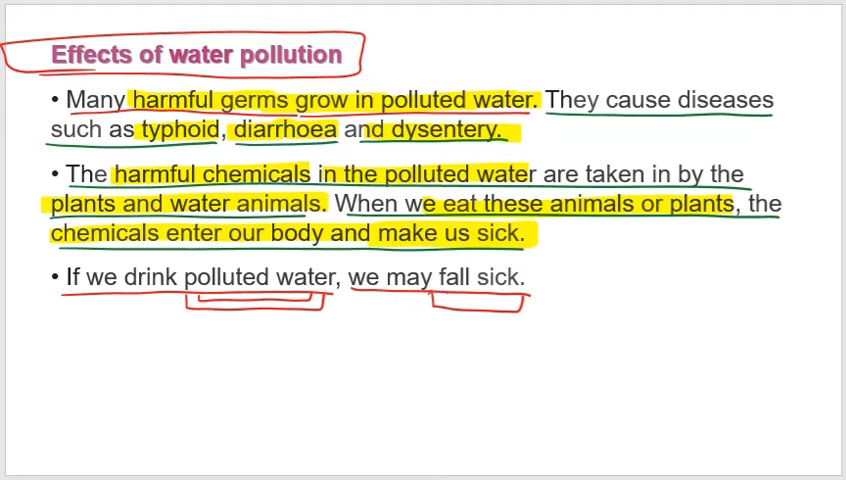 Effects of water pollution
• Many harmful germs grow in polluted water. They cause diseases
such as typhoid, diarrhoea and dysentery.
• The harmful chemicals in the polluted water are taken in by the
plants and water animals. When we eat these animals or plants, the
chemicals enter our body and make us sick.
• If we drink polluted water, we may fall sick.